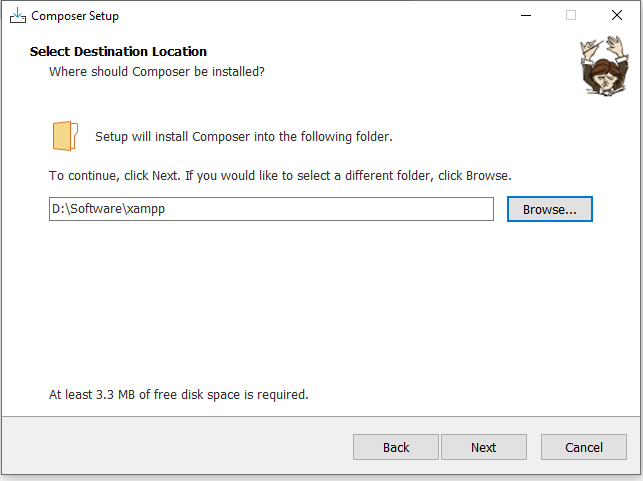 Composer Setup
Select Destination Location
Where should Composer be installed?
Setup will install Composer into the following folder.
To continue, click Next. If you would like to select a different folder, click Browse.
D:\Software\xampp
Browse...
At least 3.3 MB of free disk space is required.
Back
Next
Cancel